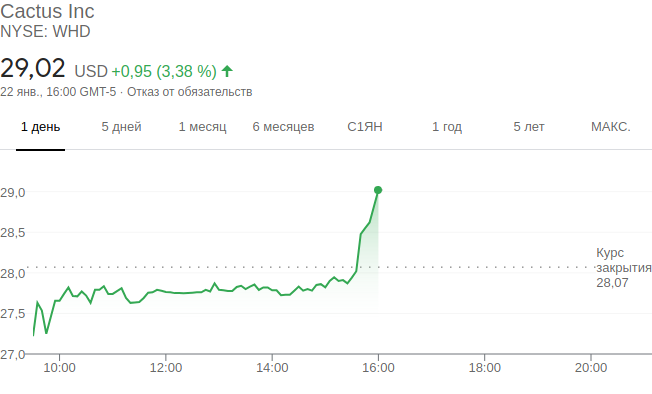 Cactus Inc
NYSE: WHD
29,02 USD +0,95 (3,38 %)
22 янв., 16:00 GMT-5 · Отказ от обязательств
1 день 5 дней 1 месяц 6 месяцев С1ЯН 1 год 5 лет МАКС.
29,0
28,5
Курс
28,0 закрытия
28,07
27,5
27,0
10:00 12:00 14:00 16:00 18:00 20:00